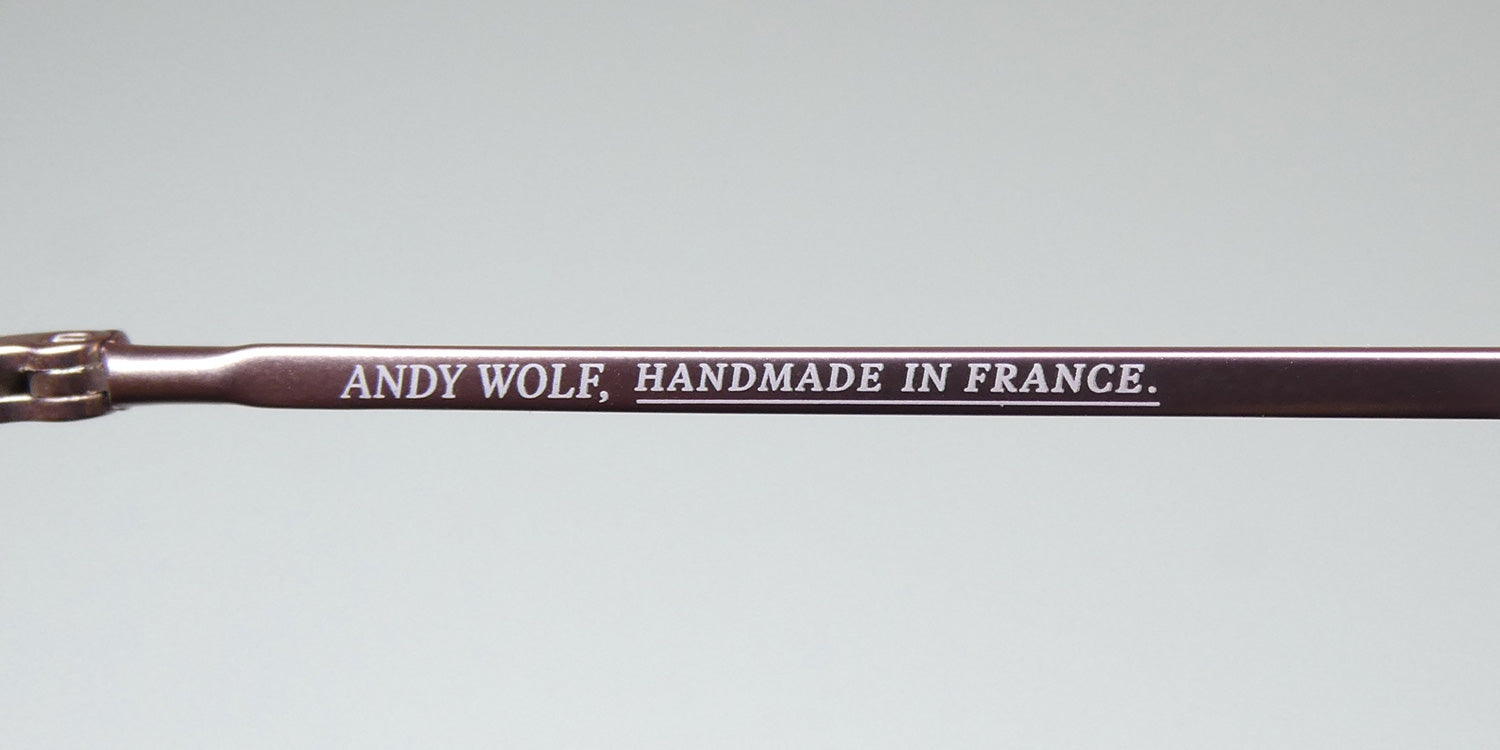 ANDY WOLF, HANDMADE IN FRANCE.